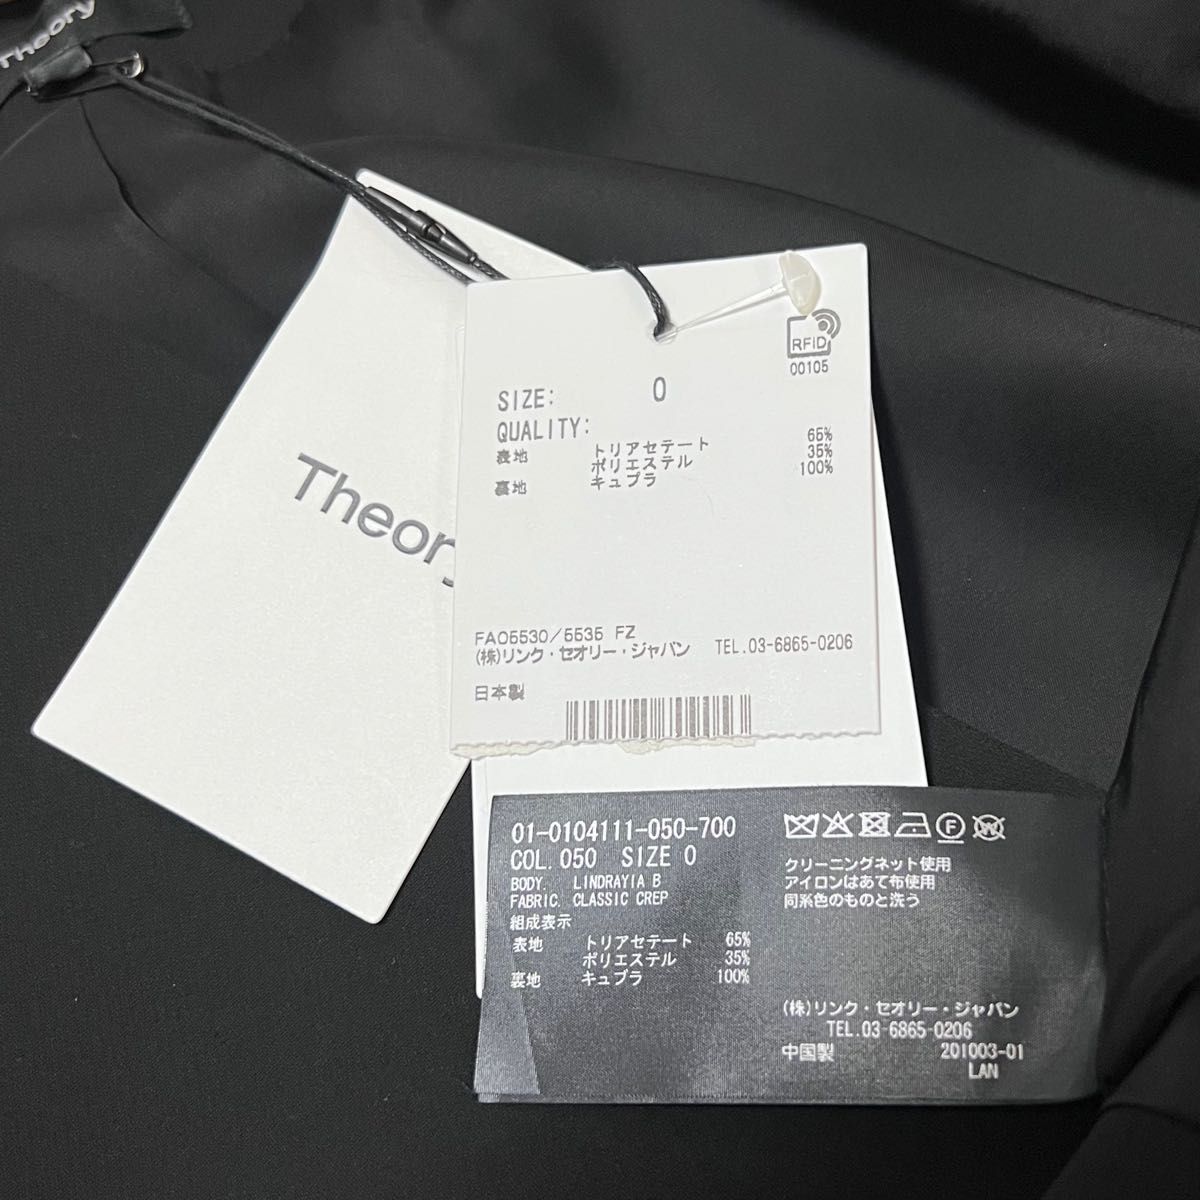 Theory
Theory
RFID
00105
SIZE: 0
QUALITY:
表地 トリアセテート 65%
ポリエステル 35%
裏地 キュプラ 100%
FA05530/5535 FZ
(株)リンク・セオリー・ジャパン TEL.03-6865-0206
日本製
01-0104111-050-700
COL.050 SIZE 0
BODY. LINDRAYIA B
FABRIC. CLASSIC CREP
組成表示
表地 トリアセテート 65%
ポリエステル 35%
裏地 キュプラ 100%
F
W
クリーニングネット使用
アイロンはあて布使用
同系色のものと洗う
(株)リンク・セオリー・ジャパン
TEL.03-6865-0206
中国製 201003-01
LAN